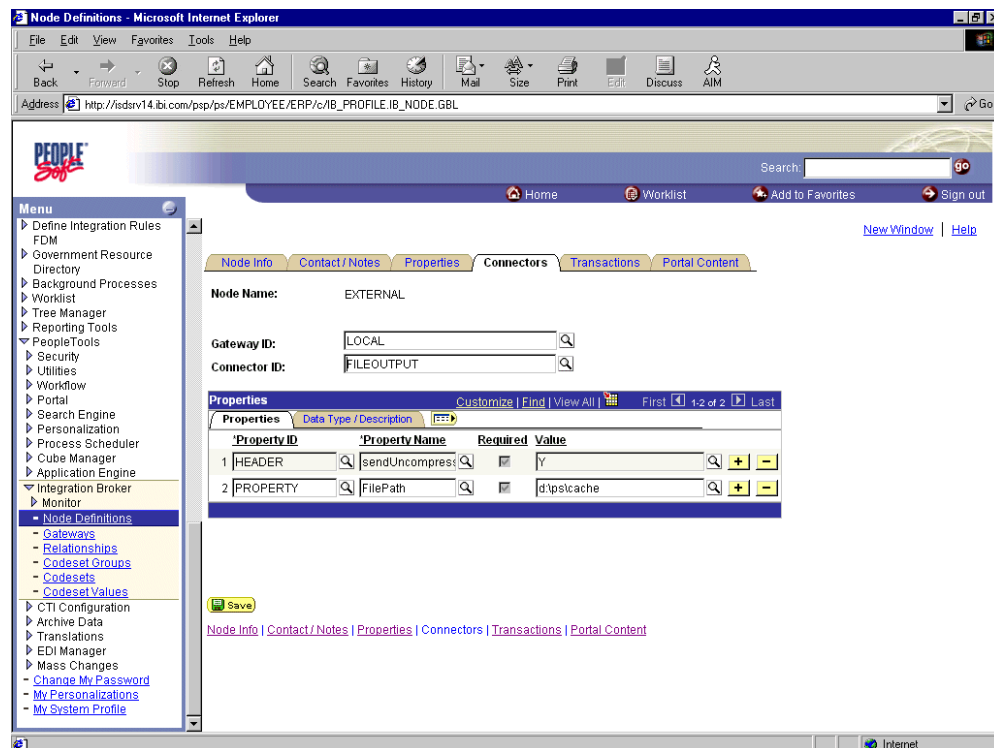 Node Definitions - Microsoft Internet Explorer
File Edit View Favorites Tools Help
Back Forward Stop Refresh Home Search Favorites History Mail Size Print Edit Discuss AIM
Address http://isdsrv14.ibi.com/psp/ps/EMPLOYEE/ERP/c/IB_PROFILE.IB_NODE.GBL Go
PEOPLE Soft
Search: go
Home Worklist Add to Favorites Sign out
Menu
Define Integration Rules
FDM
Government Resource
Directory
Background Processes
Worklist
Tree Manager
Reporting Tools
PeopleTools
Security
Utilities
Workflow
Portal
Search Engine
Personalization
Process Scheduler
Cube Manager
Application Engine
Integration Broker
Monitor
Node Definitions
Gateways
Relationships
Codeset Groups
Codesets
Codeset Values
CTI Configuration
Archive Data
Translations
EDI Manager
Mass Changes
Change My Password
My Personalizations
My System Profile
New Window | Help
Node Info Contact / Notes Properties Connectors Transactions Portal Content
Node Name: EXTERNAL
Gateway ID: LOCAL
Connector ID: FILEOUTPUT
Properties Customize | Find | View All | First 1-2 of 2 Last
Properties Data Type / Description
*Property ID *Property Name Required Value
1 HEADER sendUncompress Y + -
2 PROPERTY FilePath d:\ps\cache + -
Save
Node Info | Contact / Notes | Properties | Connectors | Transactions | Portal Content
Internet